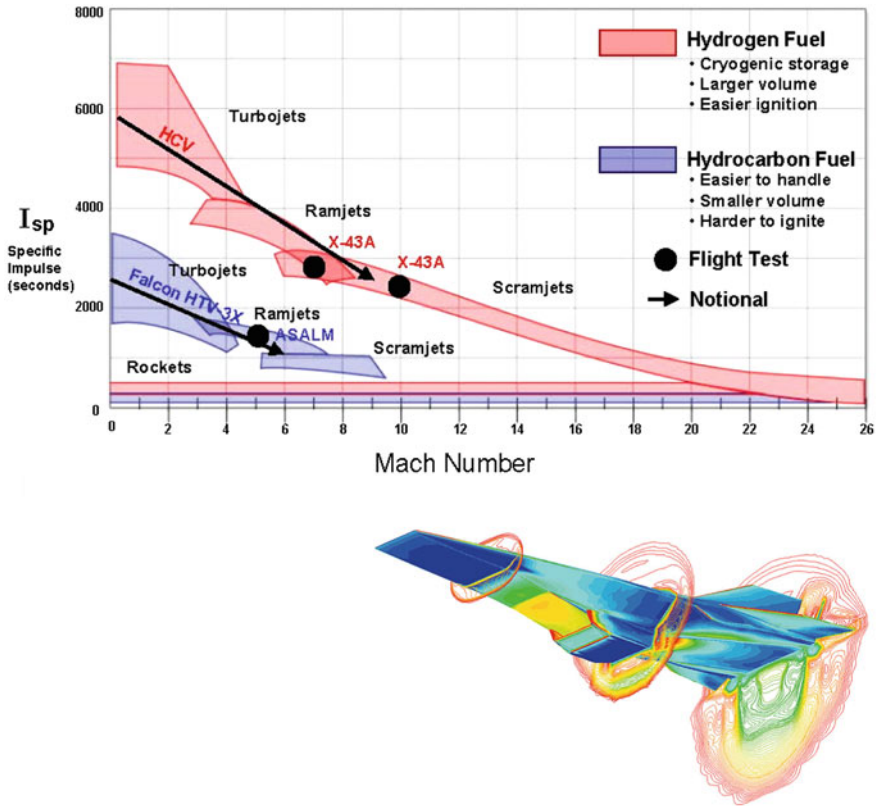 8000
6000
4000
2000
0
I_sp
Specific
Impulse
(seconds)
Turbojets
HCV
Ramjets
X-43A
X-43A
Scramjets
Turbojets
Falcon HTV-3X
Ramjets
ASALM
Scramjets
Rockets
Hydrogen Fuel
· Cryogenic storage
· Larger volume
· Easier ignition
Hydrocarbon Fuel
· Easier to handle
· Smaller volume
· Harder to ignite
Flight Test
Notional
0 2 4 6 8 10 12 14 16 18 20 22 24 26
Mach Number